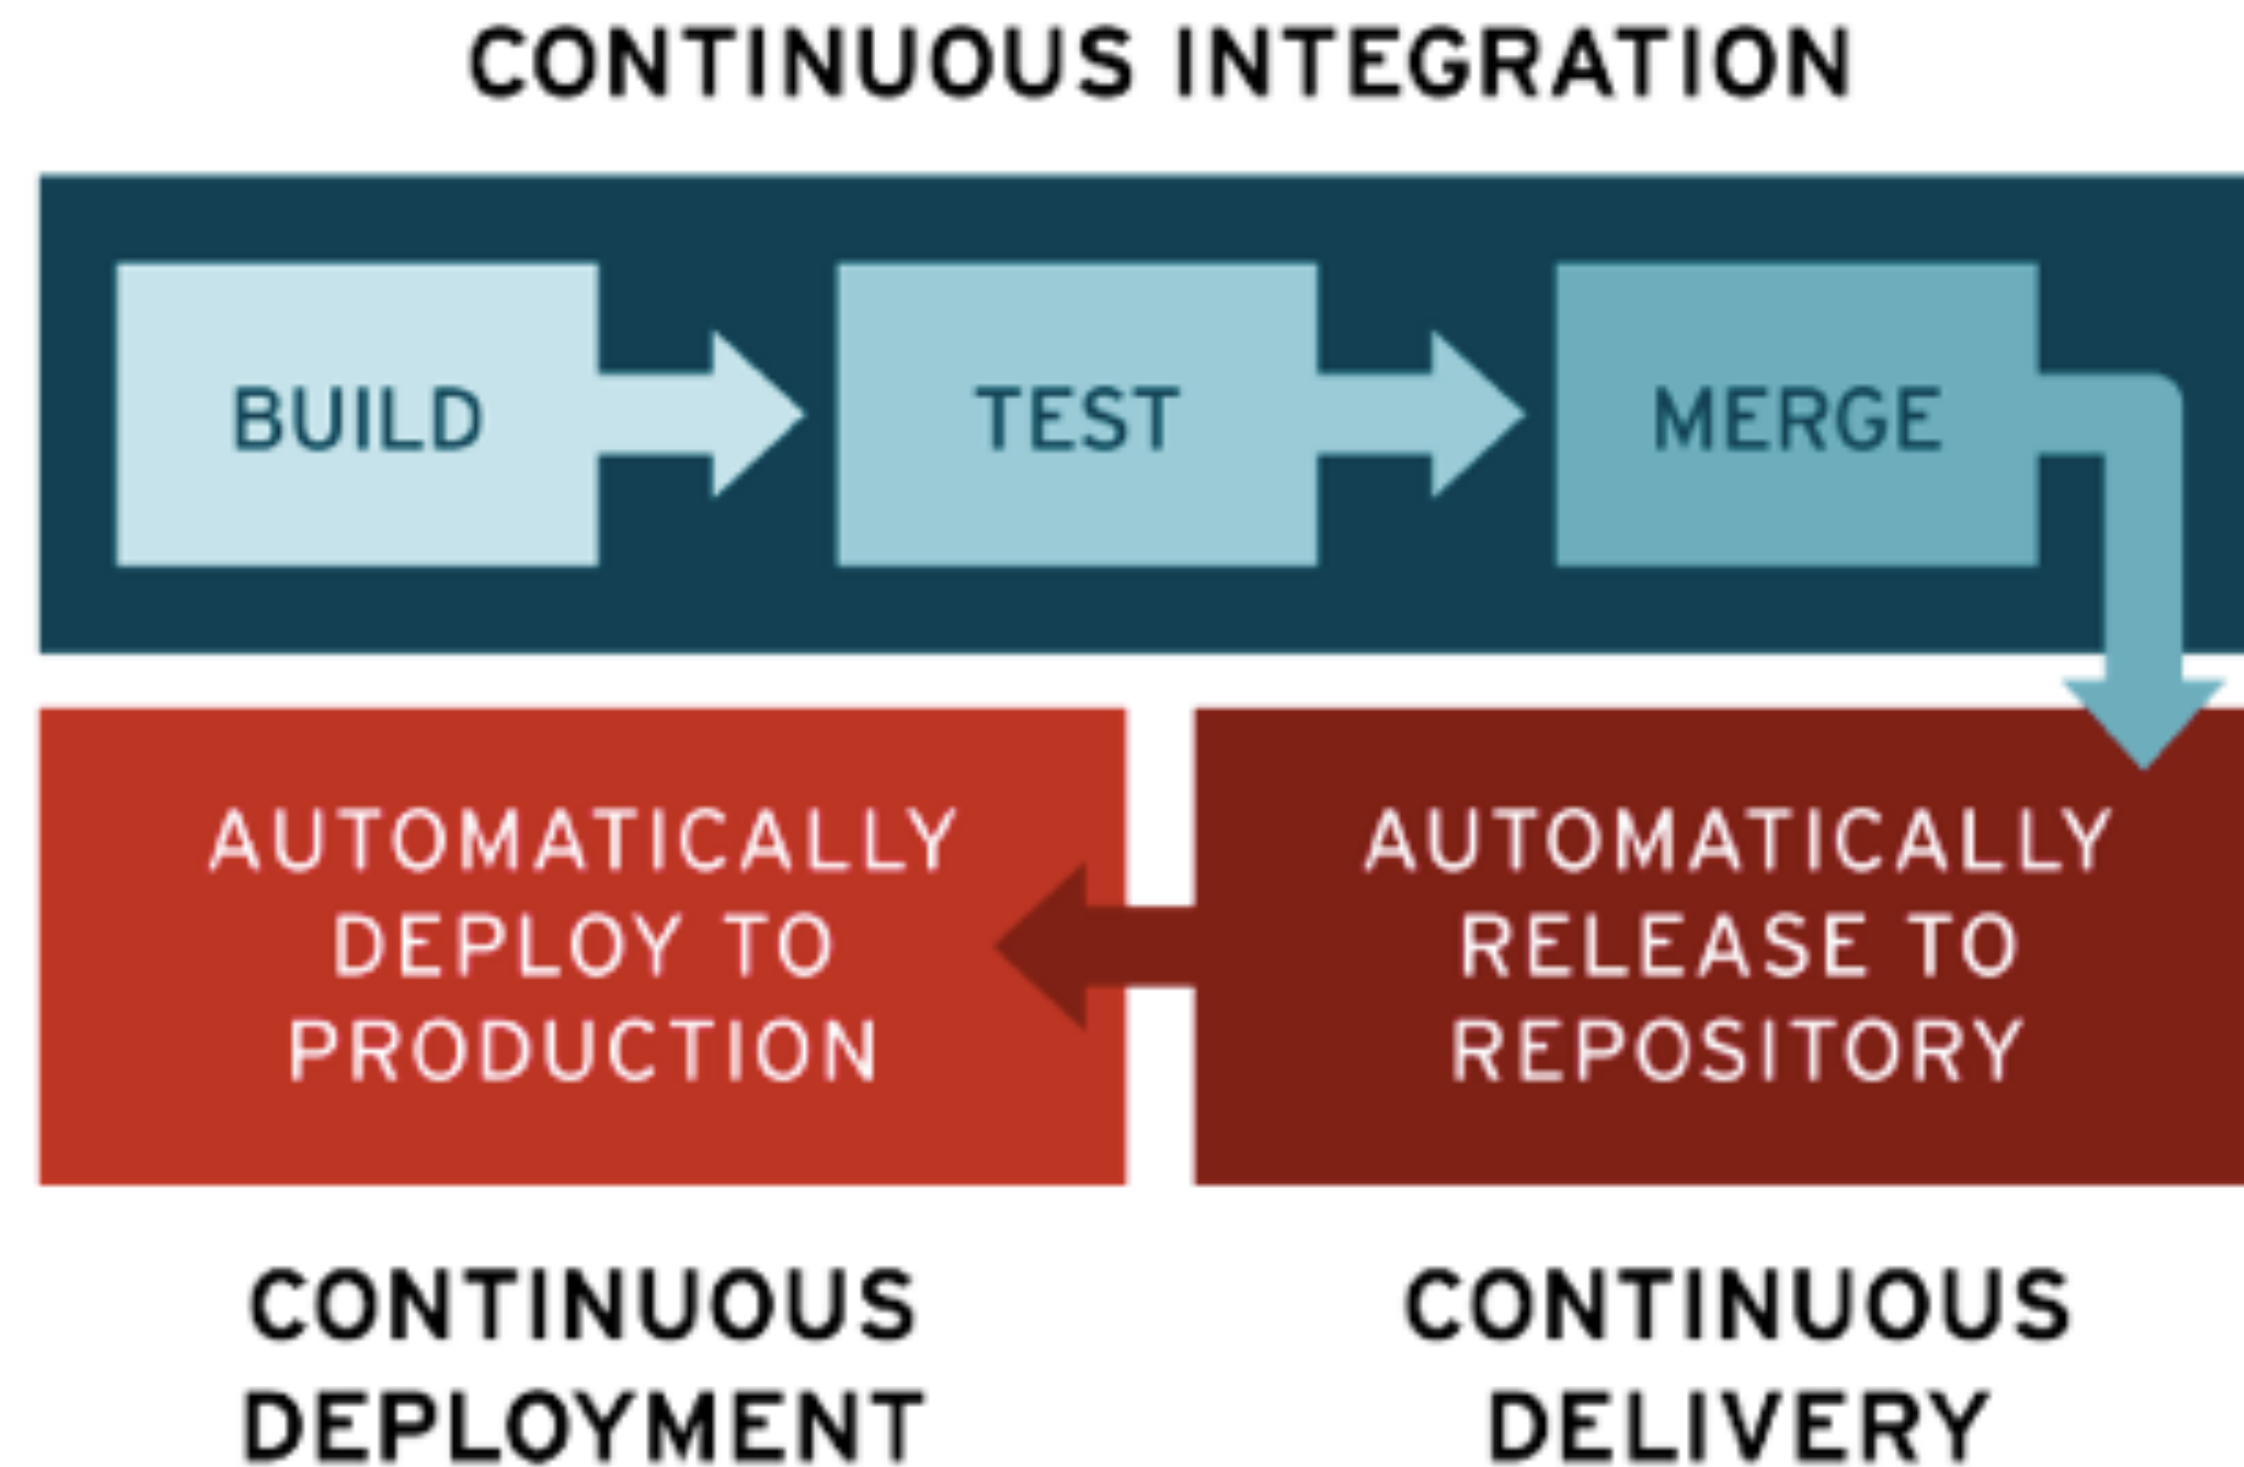 CONTINUOUS INTEGRATION
BUILD
TEST
MERGE
AUTOMATICALLY
DEPLOY TO
PRODUCTION
AUTOMATICALLY
RELEASE TO
REPOSITORY
CONTINUOUS
DEPLOYMENT
CONTINUOUS
DELIVERY